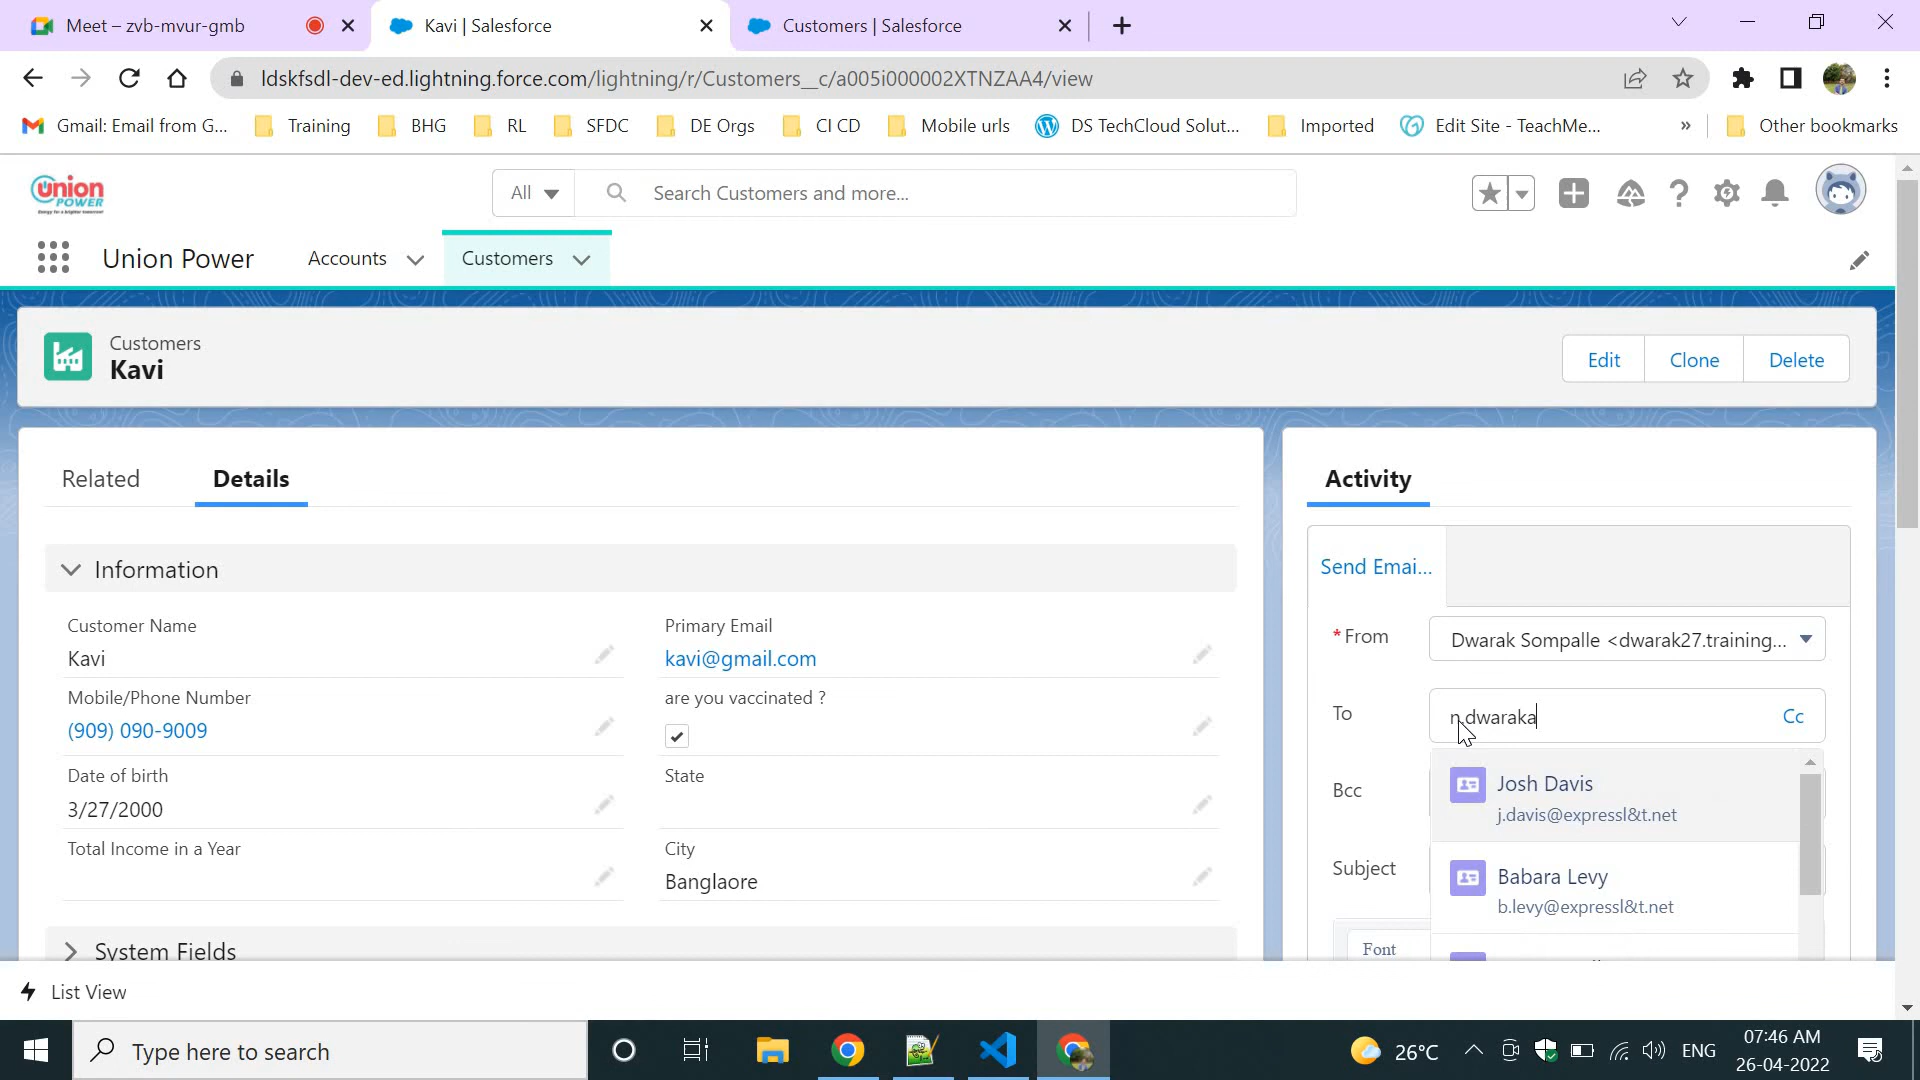 Meet – zvb-mvur-gmb
Kavi | Salesforce
Customers | Salesforce
ldskfsdl-dev-ed.lightning.force.com/lightning/r/Customers__c/a005i000002XTNZAA4/view
Gmail: Email from G...
Training
BHG
RL
SFDC
DE Orgs
CI CD
Mobile urls
DS TechCloud Solut...
Imported
Edit Site - TeachMe...
»
Other bookmarks
Union
POWER
All
Search Customers and more...
Union Power
Accounts
Customers
Customers
Kavi
Edit
Clone
Delete
Related
Details
Activity
Information
Send Emai...
Customer Name
Kavi
Primary Email
kavi@gmail.com
*From
Dwarak Sompalle <dwarak27.training...
Mobile/Phone Number
(909) 090-9009
are you vaccinated ?
To
n.dwaraka
Cc
Date of birth
3/27/2000
State
Bcc
Josh Davis
j.davis@expressl&t.net
Total Income in a Year
City
Banglaore
Subject
Babara Levy
b.levy@expressl&t.net
System Fields
Font
List View
Type here to search
26°C
ENG
07:46 AM
26-04-2022